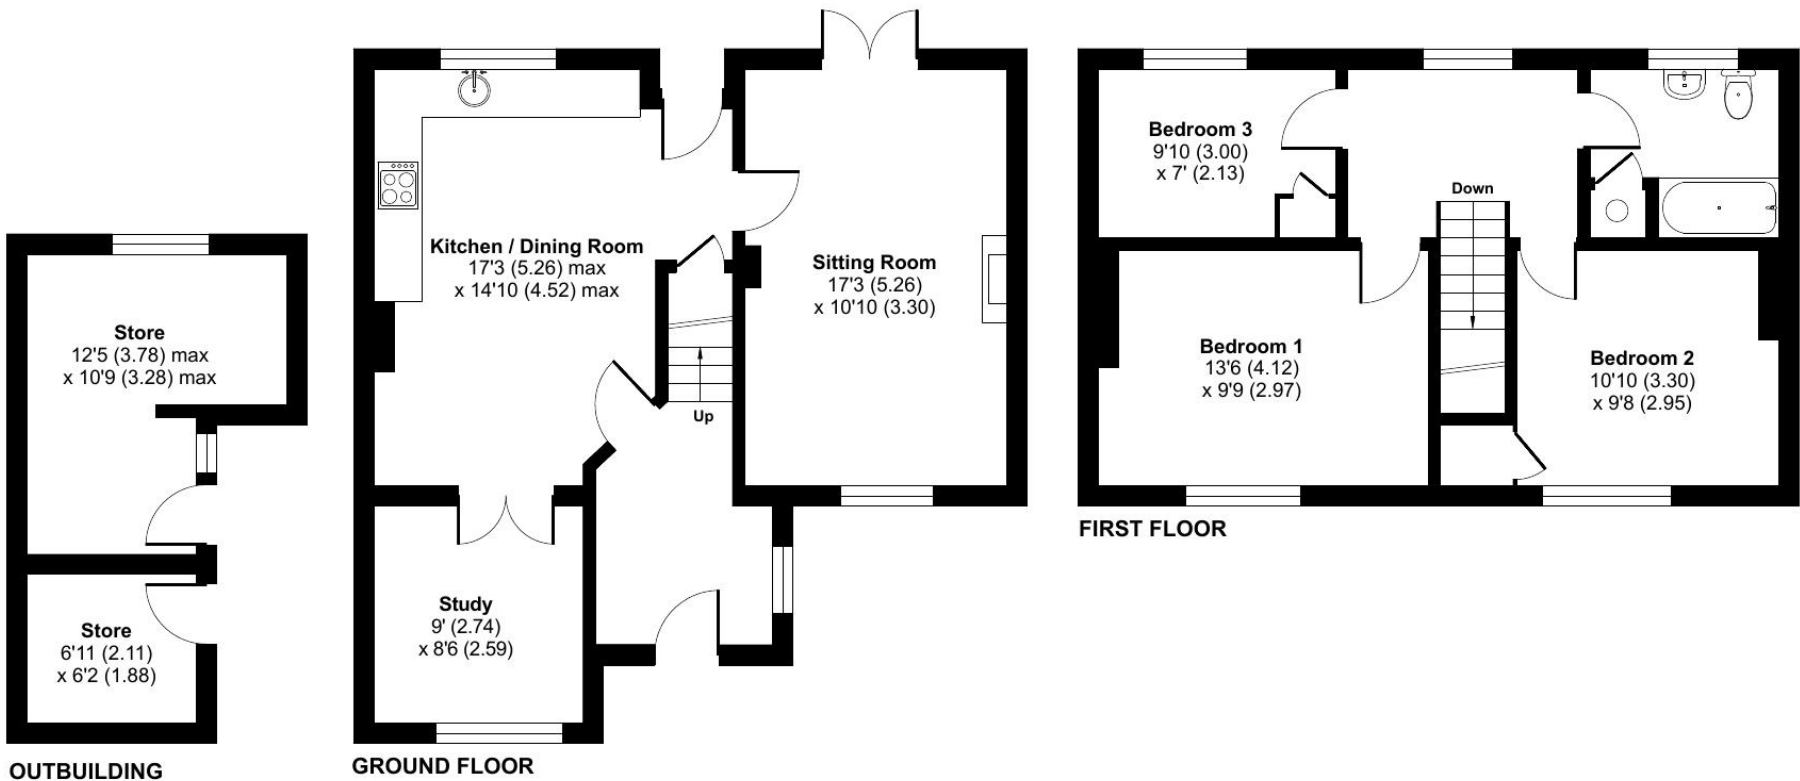 Store
12'5 (3.78) max
x 10'9 (3.28) max
Store
6'11 (2.11)
x 6'2 (1.88)
OUTBUILDING
Kitchen / Dining Room
17'3 (5.26) max
x 14'10 (4.52) max
Sitting Room
17'3 (5.26)
x 10'10 (3.30)
Up
Study
9' (2.74)
x 8'6 (2.59)
GROUND FLOOR
Bedroom 3
9'10 (3.00)
x 7' (2.13)
Down
Bedroom 1
13'6 (4.12)
x 9'9 (2.97)
Bedroom 2
10'10 (3.30)
x 9'8 (2.95)
FIRST FLOOR